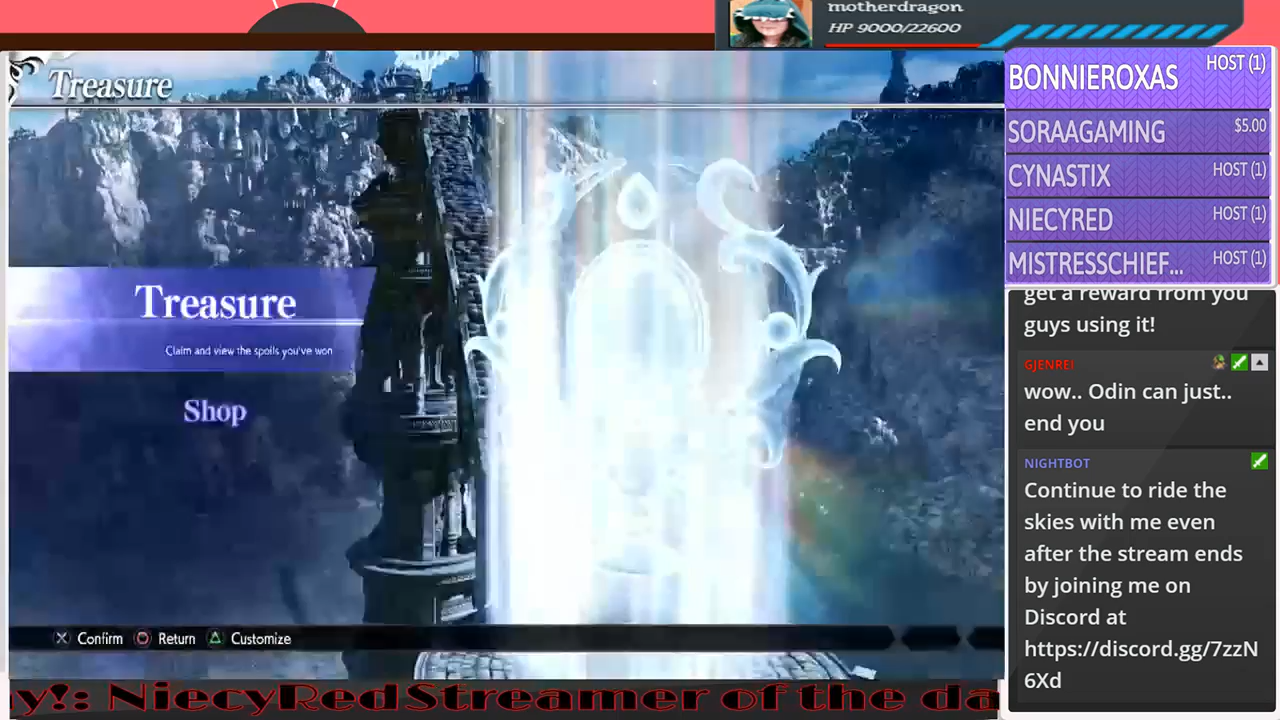 motherdragon
HP 9000/22600
Treasure
BONNIEROXAS HOST (1)
SORAAGAMING $5.00
CYNASTIX HOST (1)
NIECYRED HOST (1)
MISTRESSCHIEF... HOST (1)
Treasure
Claim and view the spoils you've won
Shop
get a reward from you
guys using it!
GJENREI
wow.. Odin can just..
end you
NIGHTBOT
Continue to ride the
skies with me even
after the stream ends
by joining me on
Discord at
https://discord.gg/7zzN
6Xd
Confirm Return Customize
y!: NiecyRedStreamer of the da